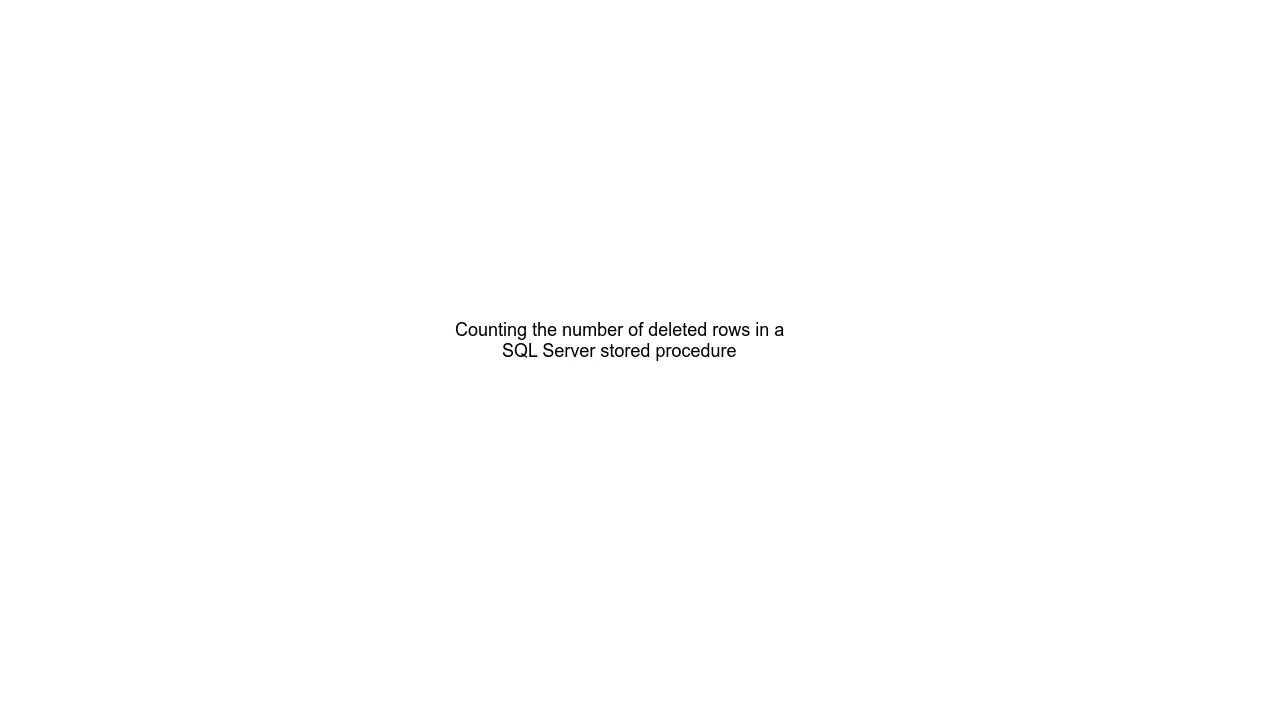 Counting the number of deleted rows in a
SQL Server stored procedure